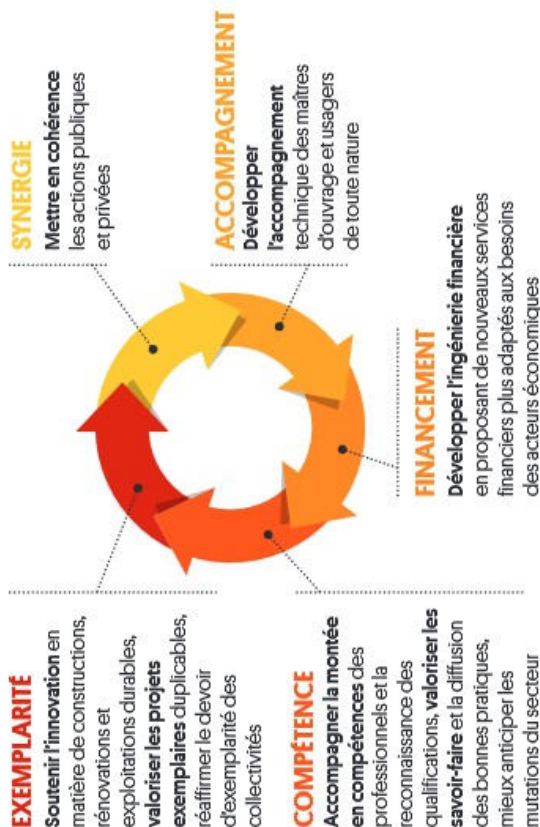 EXEMPLARITÉ
Soutenir l'innovation en
matière de constructions,
rénovations et
exploitations durables,
valoriser les projets
exemplaires duplicables,
réaffirmer le devoir
d'exemplarité des
collectivités
SYNERGIE
Mettre en cohérence
les actions publiques
et privées
ACCOMPAGNEMENT
Développer
l'accompagnement
technique des maîtres
d'ouvrage et usagers
de toute nature
FINANCEMENT
Développer l'ingénierie financière
en proposant de nouveaux services
financiers plus adaptés aux besoins
des acteurs économiques
COMPÉTENCE
Accompagner la montée
en compétences des
professionnels et la
reconnaissance des
qualifications, valoriser les
savoir-faire et la diffusion
des bonnes pratiques,
mieux anticiper les
mutations du secteur